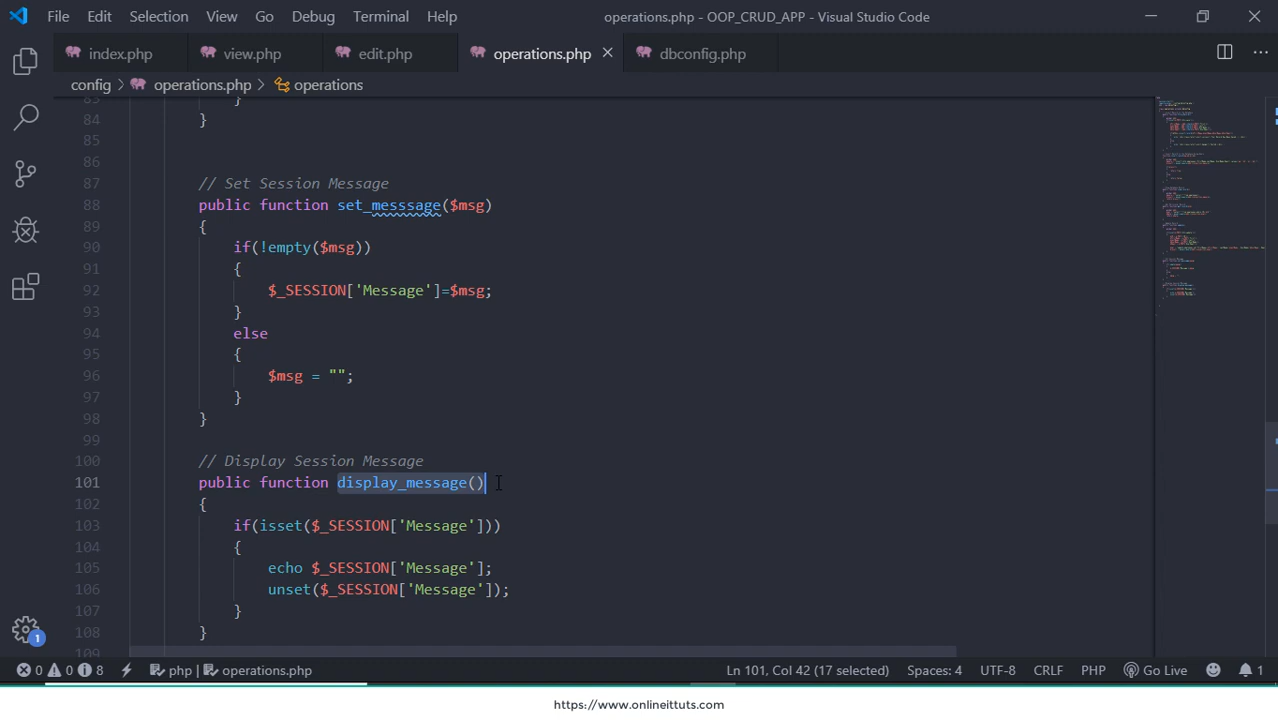 File Edit Selection View Go Debug Terminal Help operations.php - OOP_CRUD_APP - Visual Studio Code
index.php view.php edit.php operations.php dbconfig.php
config > operations.php > operations
83 }
84 }
85
86
87 // Set Session Message
88 public function set_messsage($msg)
89 {
90 if(!empty($msg))
91 {
92 $_SESSION['Message']=$msg;
93 }
94 else
95 {
96 $msg = "";
97 }
98 }
99
100 // Display Session Message
101 public function display_message()
102 {
103 if(isset($_SESSION['Message']))
104 {
105 echo $_SESSION['Message'];
106 unset($_SESSION['Message']);
107 }
108 }
109
1 0 0 8 php | operations.php Ln 101, Col 42 (17 selected) Spaces: 4 UTF-8 CRLF PHP Go Live 1
https://www.onlineittuts.com